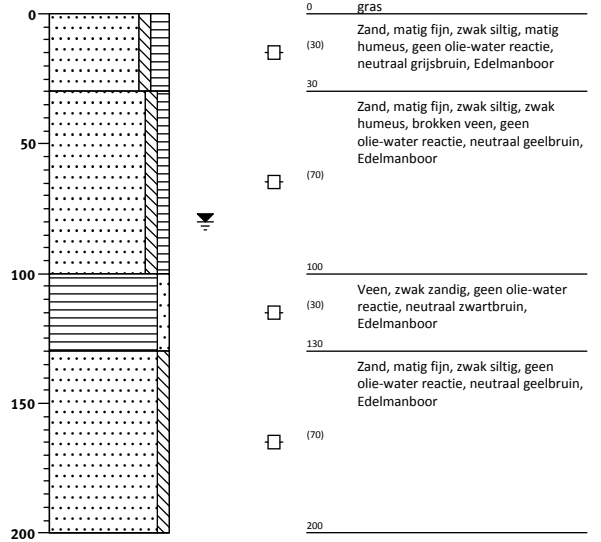 0
0 gras
Zand, matig fijn, zwak siltig, matig
(30) humeus, geen olie-water reactie,
neutraal grijsbruin, Edelmanboor
30
Zand, matig fijn, zwak siltig, zwak
humeus, brokken veen, geen
olie-water reactie, neutraal geelbruin,
Edelmanboor
50
(70)
100
100
Veen, zwak zandig, geen olie-water
(30) reactie, neutraal zwartbruin,
Edelmanboor
130
Zand, matig fijn, zwak siltig, geen
olie-water reactie, neutraal geelbruin,
Edelmanboor
150
(70)
200
200